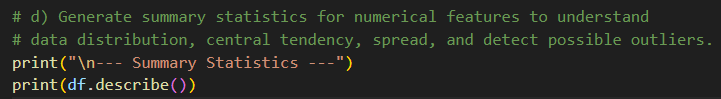 # d) Generate summary statistics for numerical features to understand
# data distribution, central tendency, spread, and detect possible outliers.
print("\n--- Summary Statistics ---")
print(df.describe())